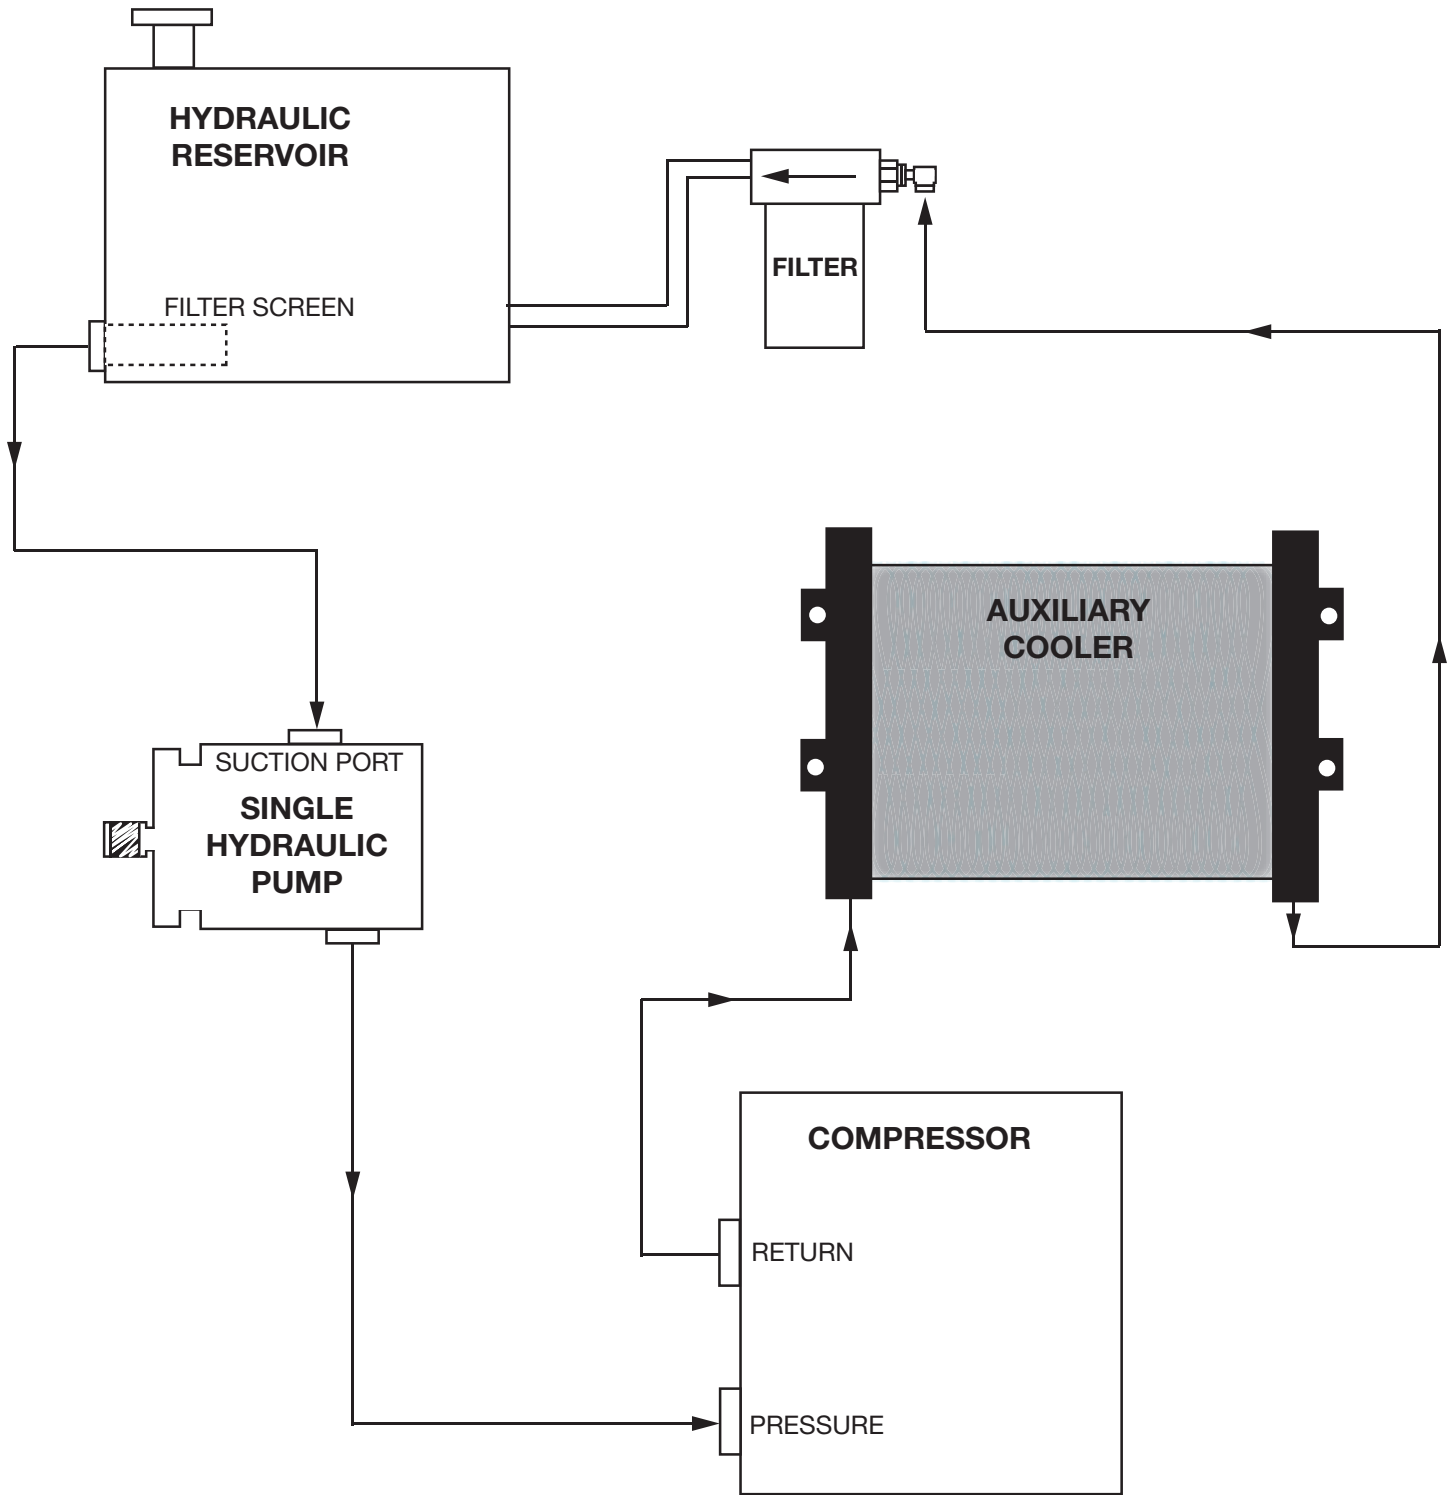 HYDRAULIC
RESERVOIR
FILTER SCREEN
FILTER
AUXILIARY
COOLER
SUCTION PORT
SINGLE
HYDRAULIC
PUMP
COMPRESSOR
RETURN
PRESSURE